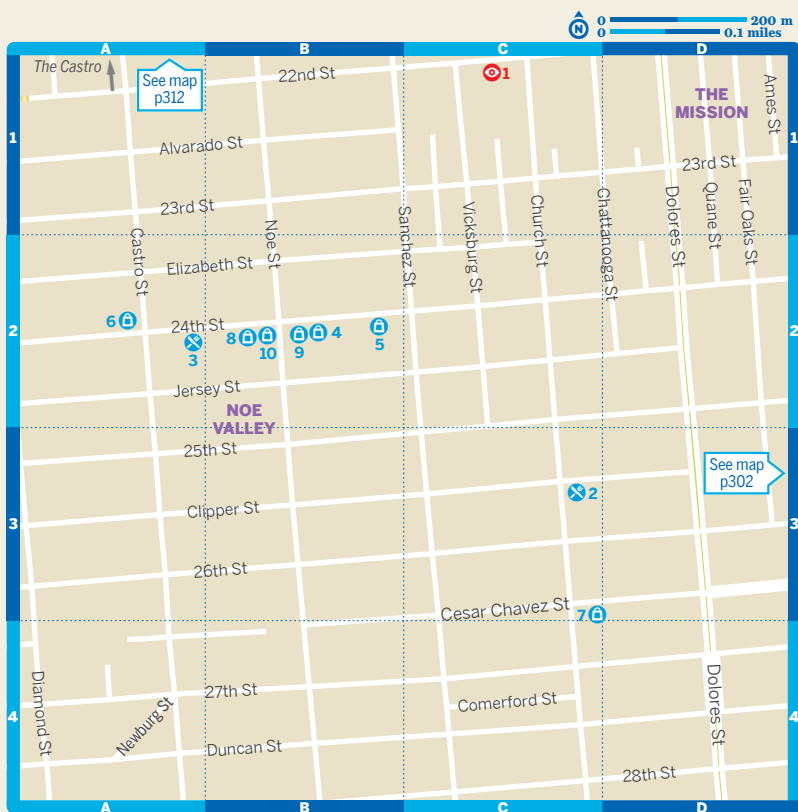 N
0 200 m
0 0.1 miles
A B C D
The Castro
See map
p312
22nd St
1
THE
MISSION
Ames St
1
1
Alvarado St
23rd St
23rd St
Castro St
Noe St
Sanchez St
Vicksburg St
Church St
Chattanooga St
Dolores St
Quane St
Fair Oaks St
Elizabeth St
2
2
6
24th St
3
8
10
9
4
5
Jersey St
NOE
VALLEY
25th St
See map
p302
2
3
3
Clipper St
26th St
Cesar Chavez St
7
4
4
Diamond St
Newburg St
27th St
Comerford St
Dolores St
Duncan St
28th St
A B C D